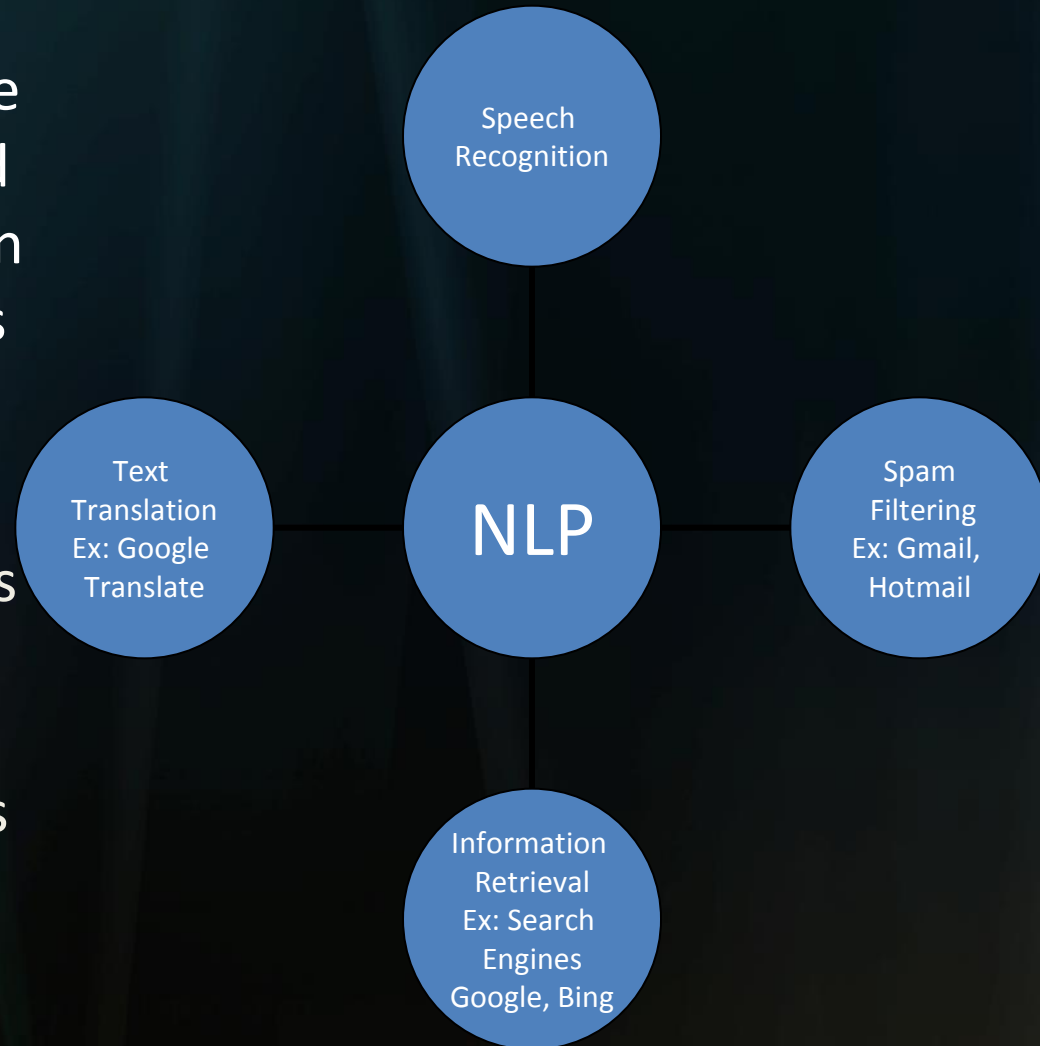 Speech
Recognition
Text
Translation
Ex: Google
Translate
NLP
Spam
Filtering
Ex: Gmail,
Hotmail
Information
Retrieval
Ex: Search
Engines
Google, Bing